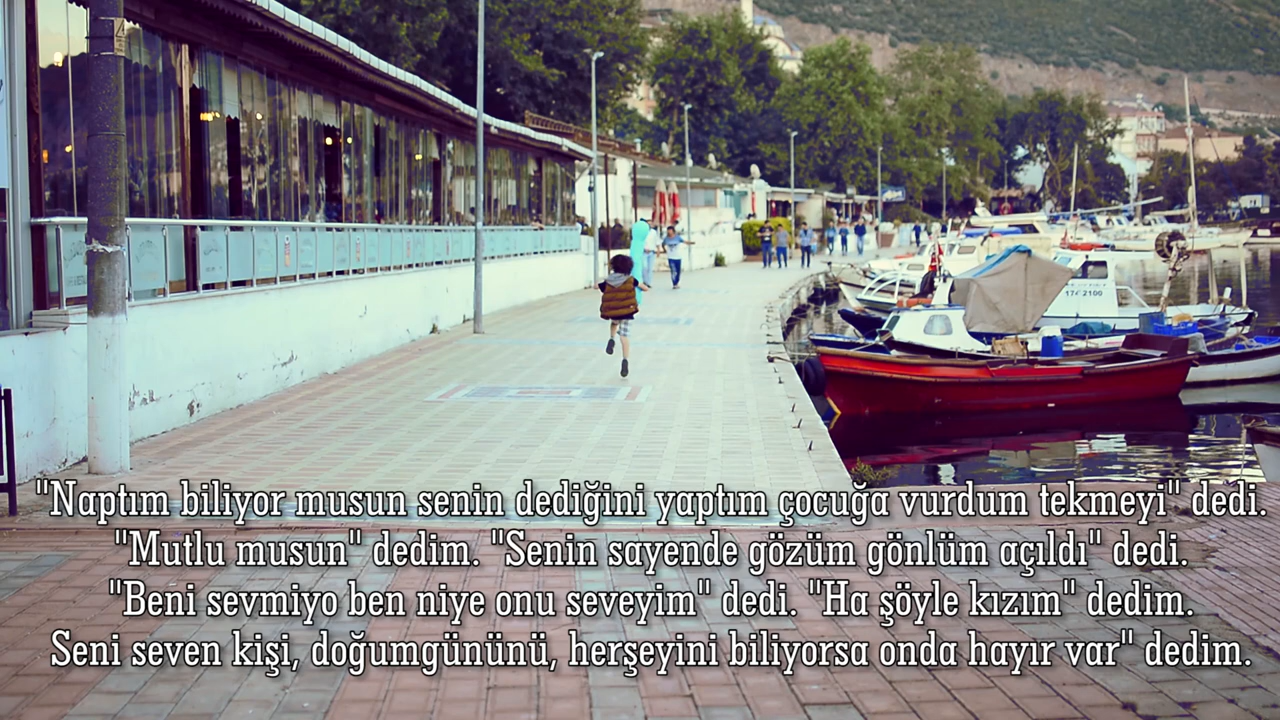 174 2100
"Naptım biliyor musun senin dediğini yaptım çocuğa vurdum tekmeyi" dedi.
"Mutlu musun" dedim. "Senin sayende gözüm gönlüm açıldı" dedi.
"Beni sevmiyo ben niye onu seveyim" dedi. "Ha şöyle kızım" dedim.
Seni seven kişi, doğumgününü, herşeyini biliyorsa onda hayır var" dedim.